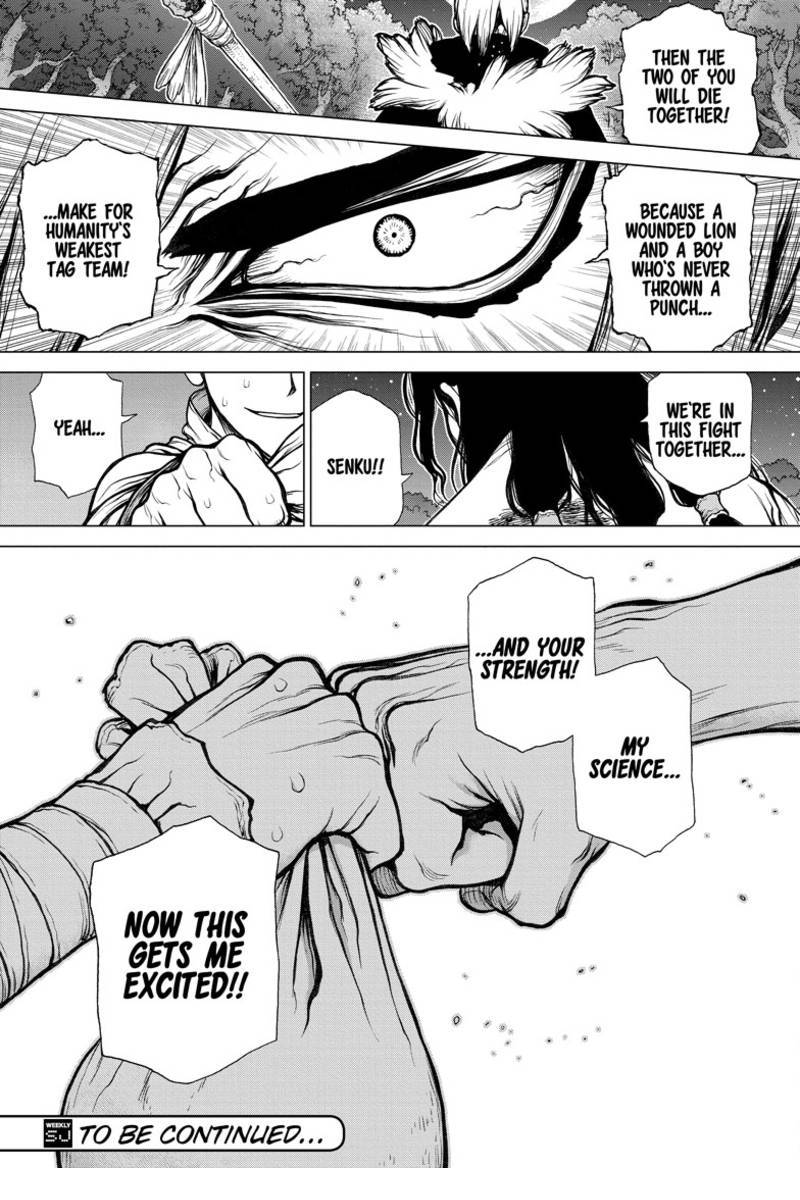 THEN THE
TWO OF YOU
WILL DIE
TOGETHER!
BECAUSE A
WOUNDED LION
AND A BOY
WHO'S NEVER
THROWN A
PUNCH...
...MAKE FOR
HUMANITY'S
WEAKEST
TAG TEAM!
WE'RE IN
THIS FIGHT
TOGETHER...
SENKU!!
YEAH...
...AND YOUR
STRENGTH!
MY
SCIENCE...
NOW THIS
GETS ME
EXCITED!!
WEEKLY
SJ
TO BE CONTINUED...